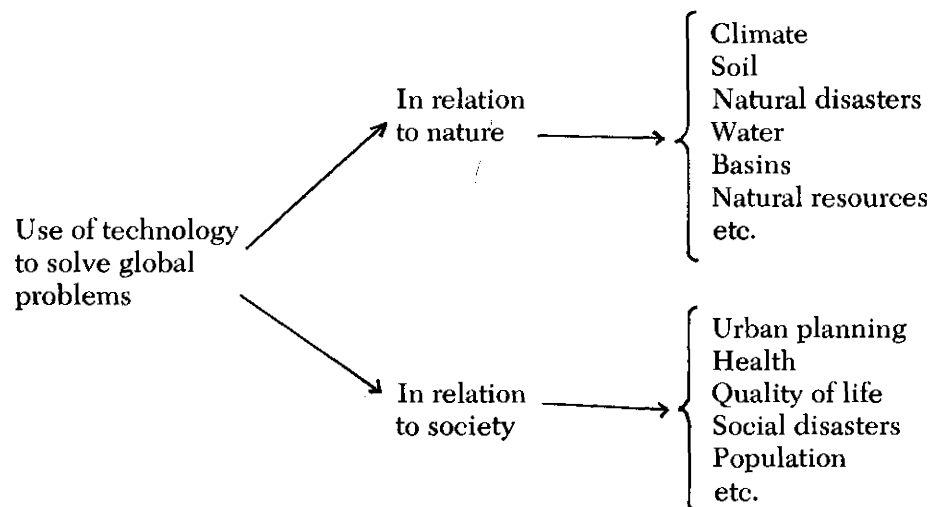 Use of technology
to solve global
problems
In relation
to nature
Climate
Soil
Natural disasters
Water
Basins
Natural resources
etc.
In relation
to society
Urban planning
Health
Quality of life
Social disasters
Population
etc.